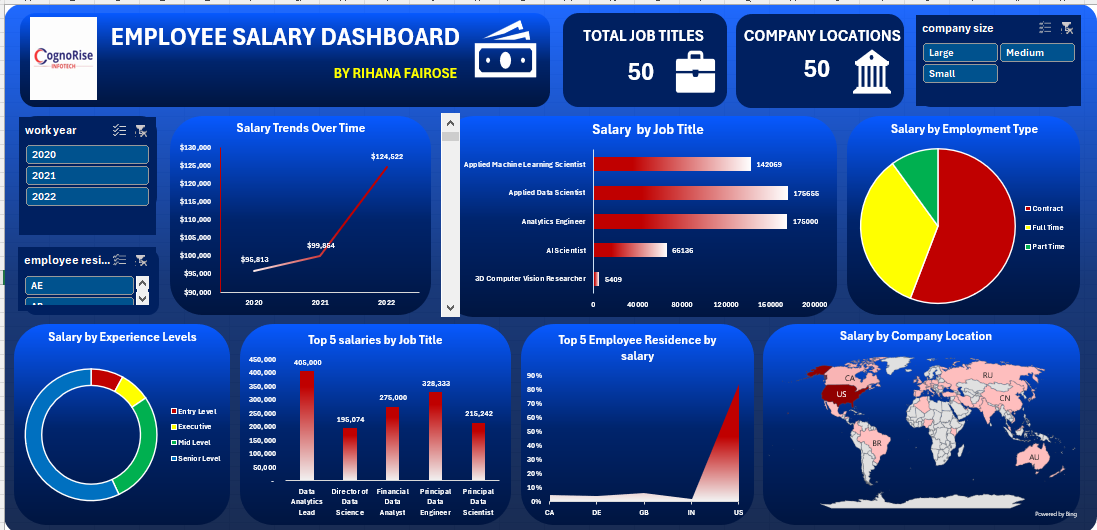 CognoRise
INFOTECH
EMPLOYEE SALARY DASHBOARD
BY RIHANA FAIROSE
TOTAL JOB TITLES
50
COMPANY LOCATIONS
50
company size
Large
Medium
Small
work year
2020
2021
2022
employee resi...
AE
Salary Trends Over Time
$130,000
$125,000
$120,000
$115,000
$110,000
$105,000
$100,000
$95,000
$90,000
$95,813
$99,854
$124,522
2020 2021 2022
Salary by Job Title
Applied Machine Learning Scientist 142069
Applied Data Scientist 175655
Analytics Engineer 175000
AI Scientist 66136
3D Computer Vision Researcher 5409
0 40000 80000 120000 160000 200000
Salary by Employment Type
Contract
Full Time
Part Time
Salary by Experience Levels
Entry Level
Executive
Mid Level
Senior Level
Top 5 salaries by Job Title
450,000
400,000
350,000
300,000
250,000
200,000
150,000
100,000
50,000
-
405,000
195,074
275,000
328,333
215,242
Data Analytics Lead
Director of Data Science
Financial Data Analyst
Principal Data Engineer
Principal Data Scientist
Top 5 Employee Residence by
salary
90%
80%
70%
60%
50%
40%
30%
20%
10%
0%
CA DE GB IN US
Salary by Company Location
RU
CA
US
CN
BR
AU
Powered by Bing